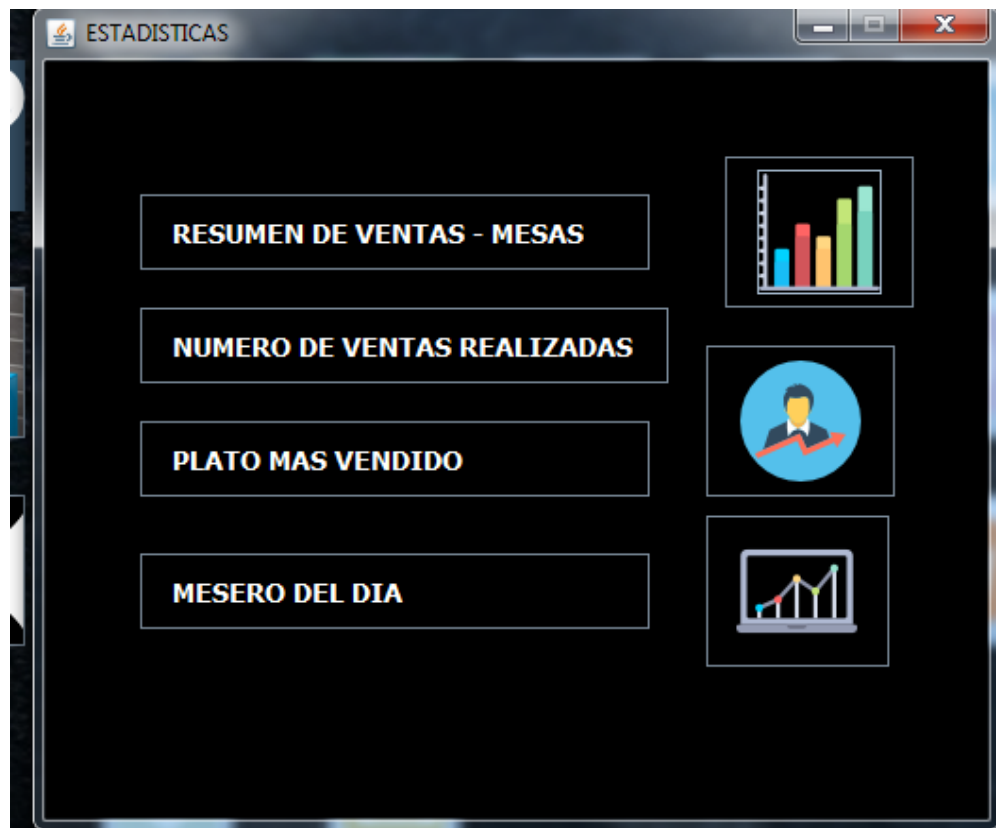 ESTADISTICAS
RESUMEN DE VENTAS - MESAS
NUMERO DE VENTAS REALIZADAS
PLATO MAS VENDIDO
MESERO DEL DIA